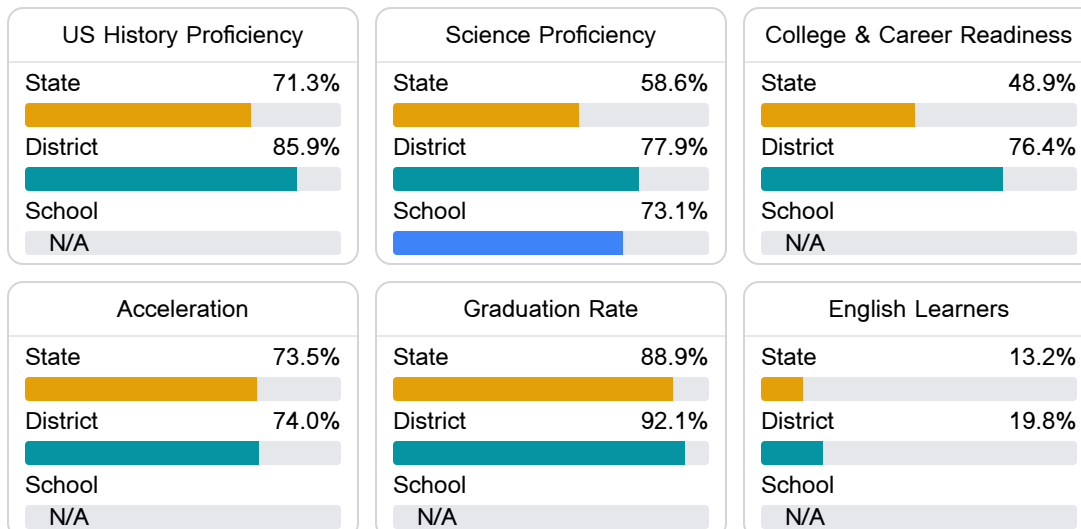 US History Proficiency
State 71.3%
District 85.9%
School
N/A
Science Proficiency
State 58.6%
District 77.9%
School 73.1%
College & Career Readiness
State 48.9%
District 76.4%
School
N/A
Acceleration
State 73.5%
District 74.0%
School
N/A
Graduation Rate
State 88.9%
District 92.1%
School
N/A
English Learners
State 13.2%
District 19.8%
School
N/A